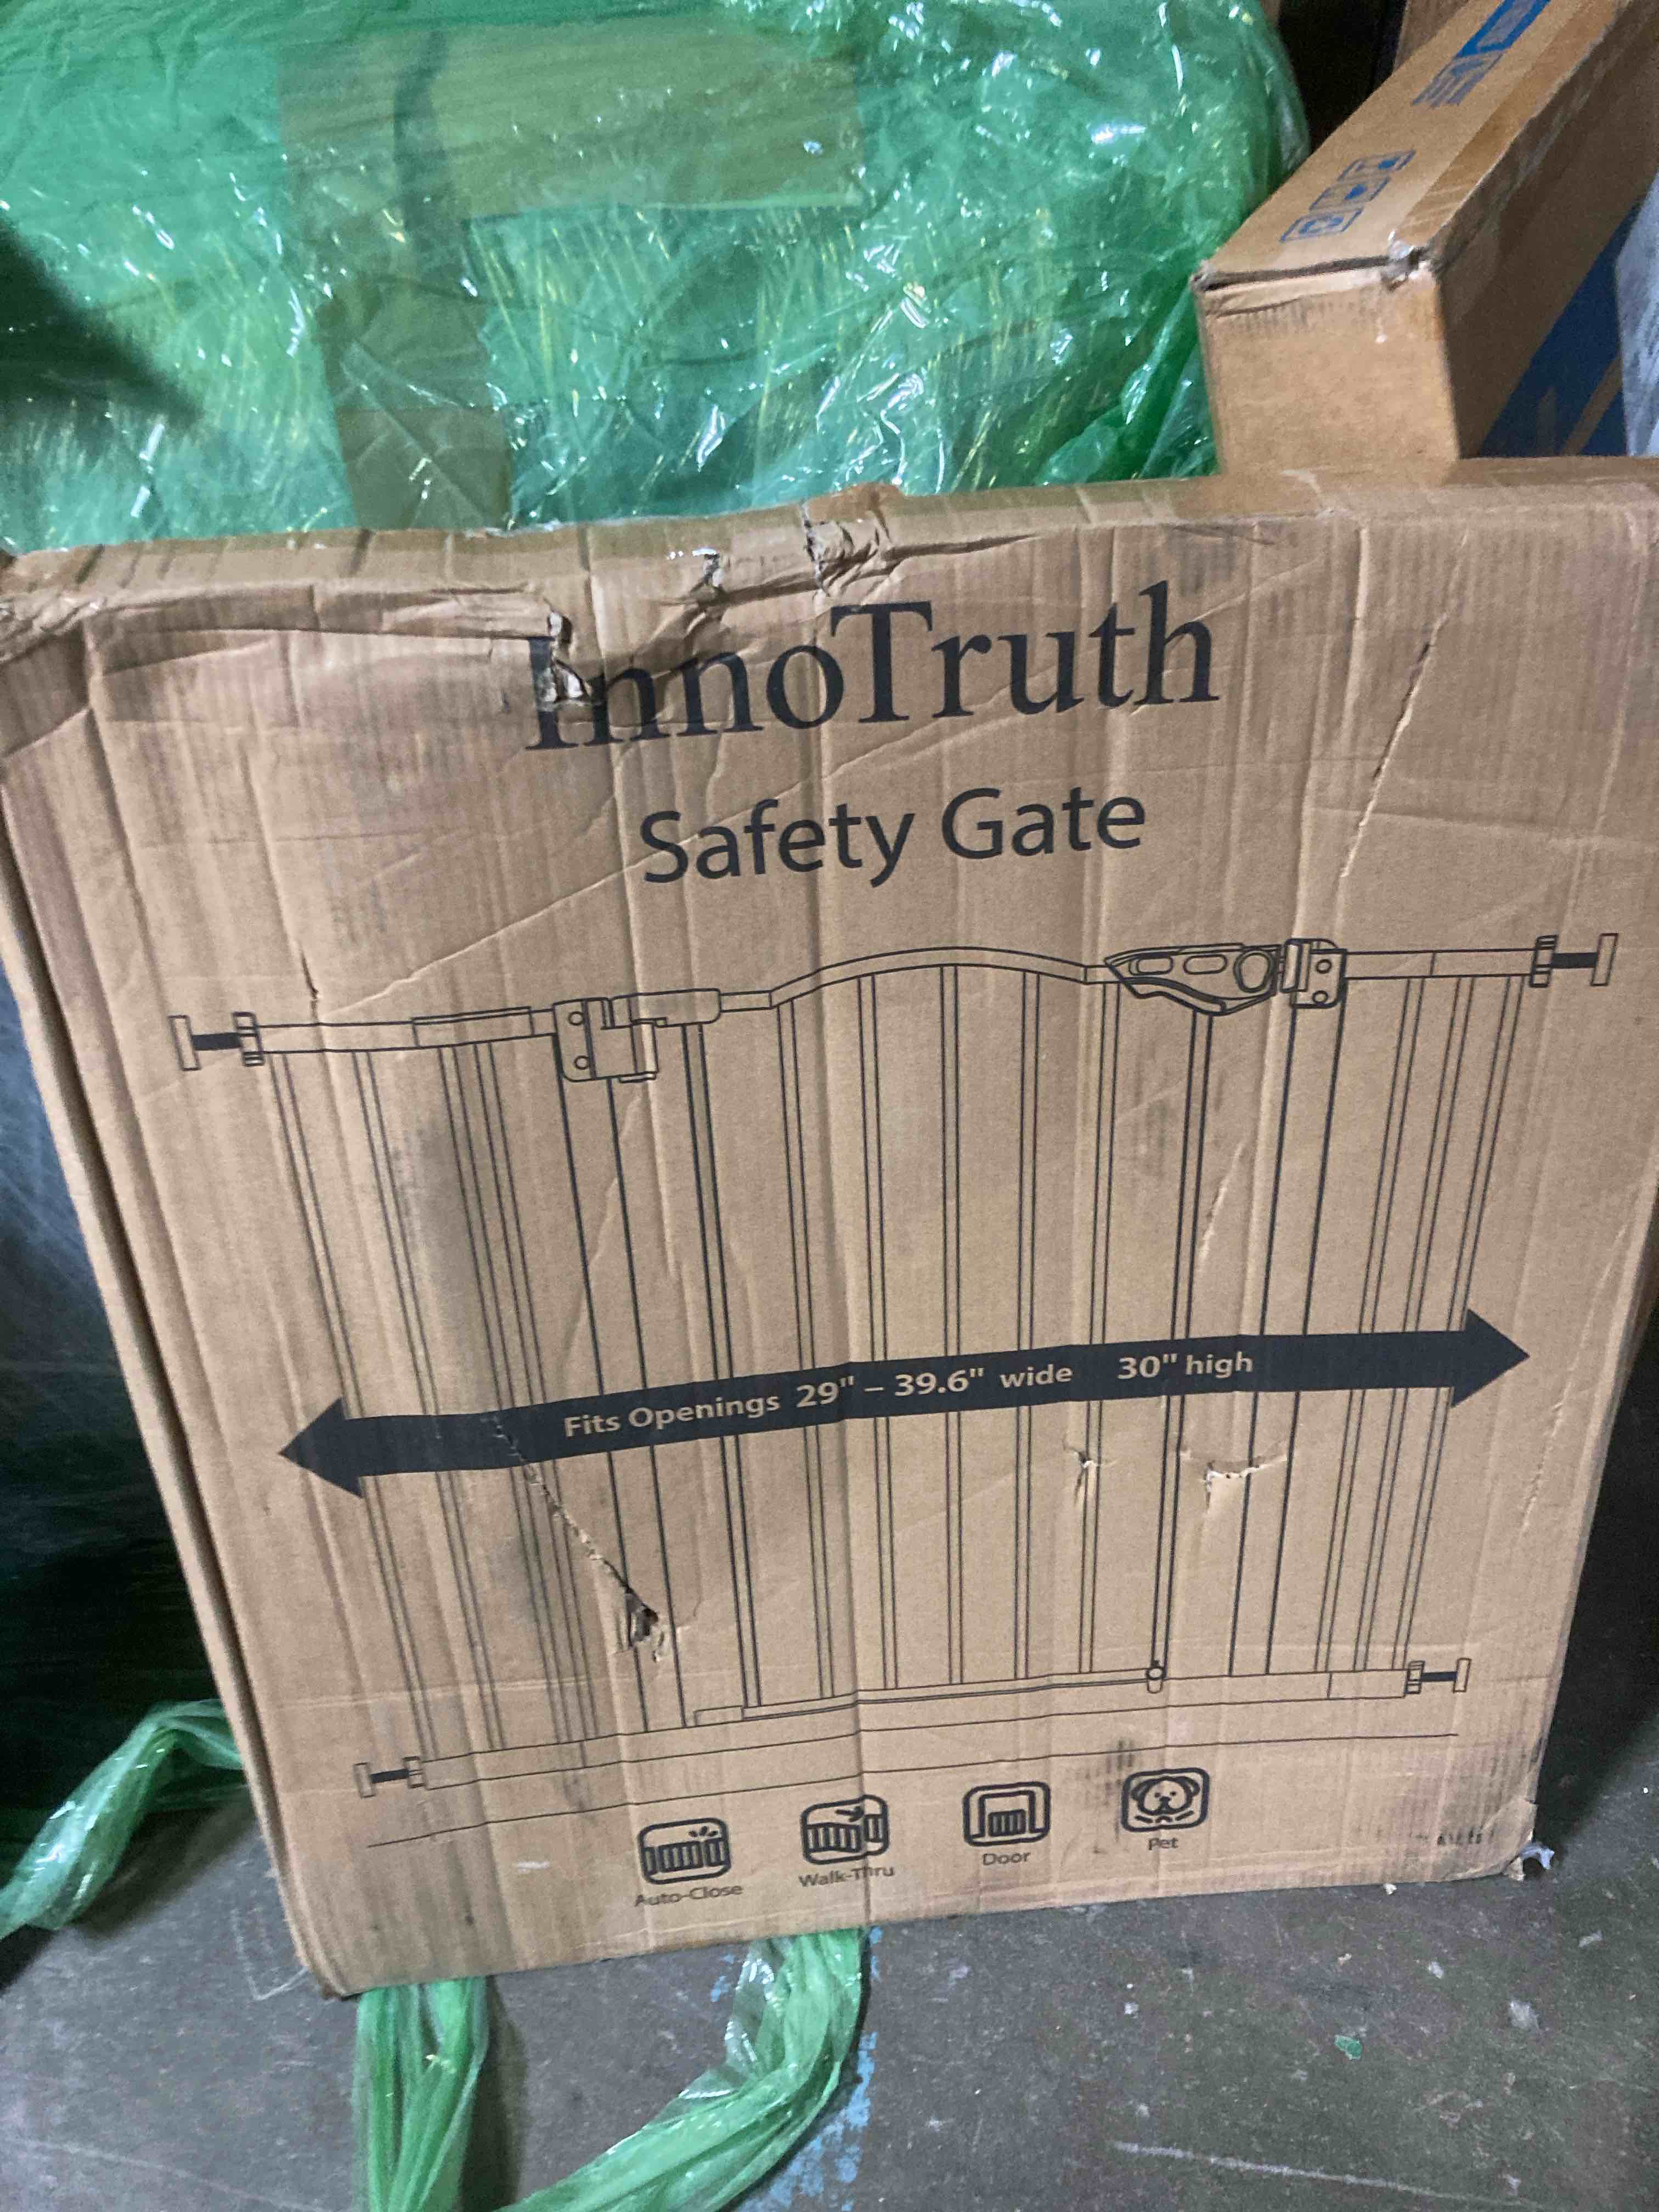 InnoTruth
Safety Gate
Fits Openings 29" – 39.6" wide 30" high
Auto-Close
Walk-Thru
Door
Pet